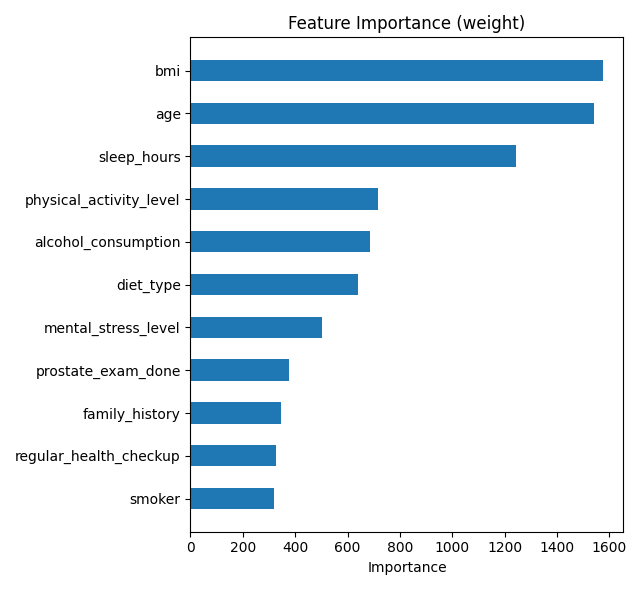 Feature Importance (weight)
bmi
age
sleep_hours
physical_activity_level
alcohol_consumption
diet_type
mental_stress_level
prostate_exam_done
family_history
regular_health_checkup
smoker
0 200 400 600 800 1000 1200 1400 1600
Importance